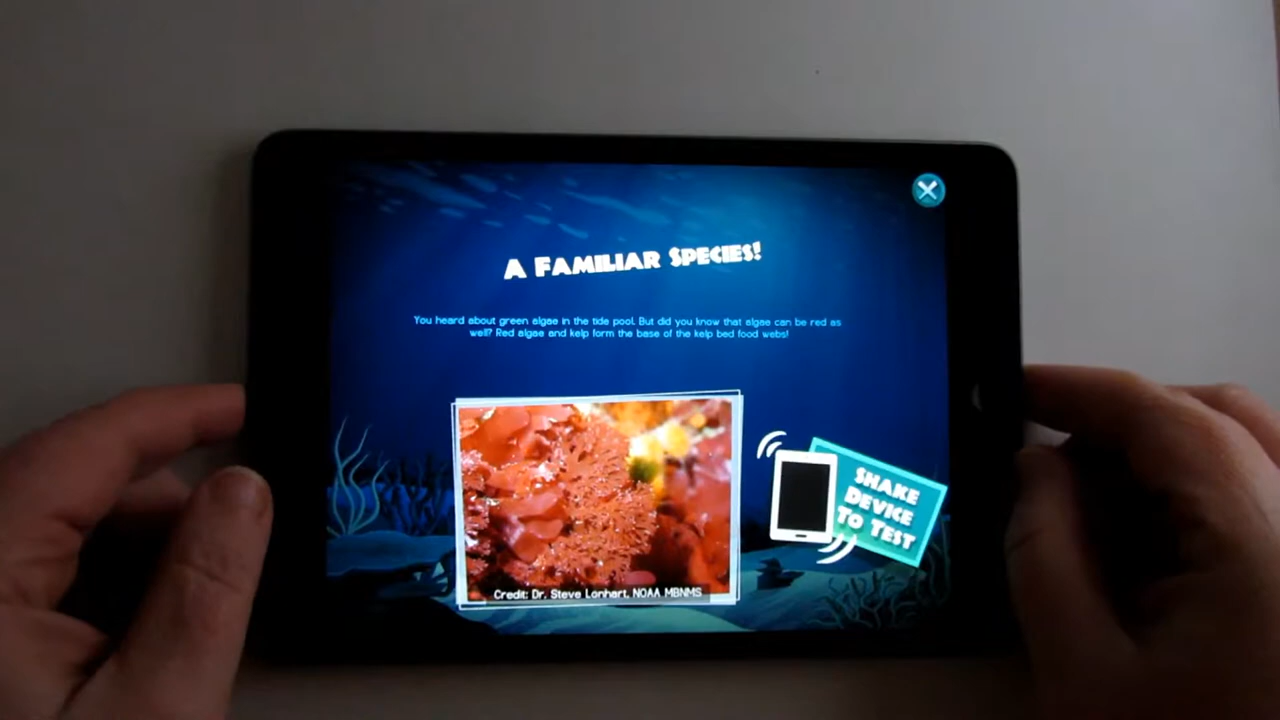 A Familiar Species!
You heard about green algae in the tide pool. But did you know that algae can be red as
well? Red algae and kelp form the base of the kelp bed food webs!
Shake
Device
To Test
Credit: Dr. Steve Lonhart, NOAA MBNMS